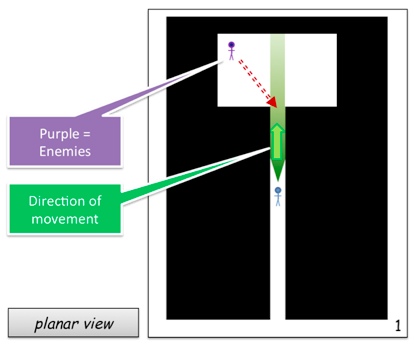 Purple =
Enemies
Direction of
movement
planar view
1